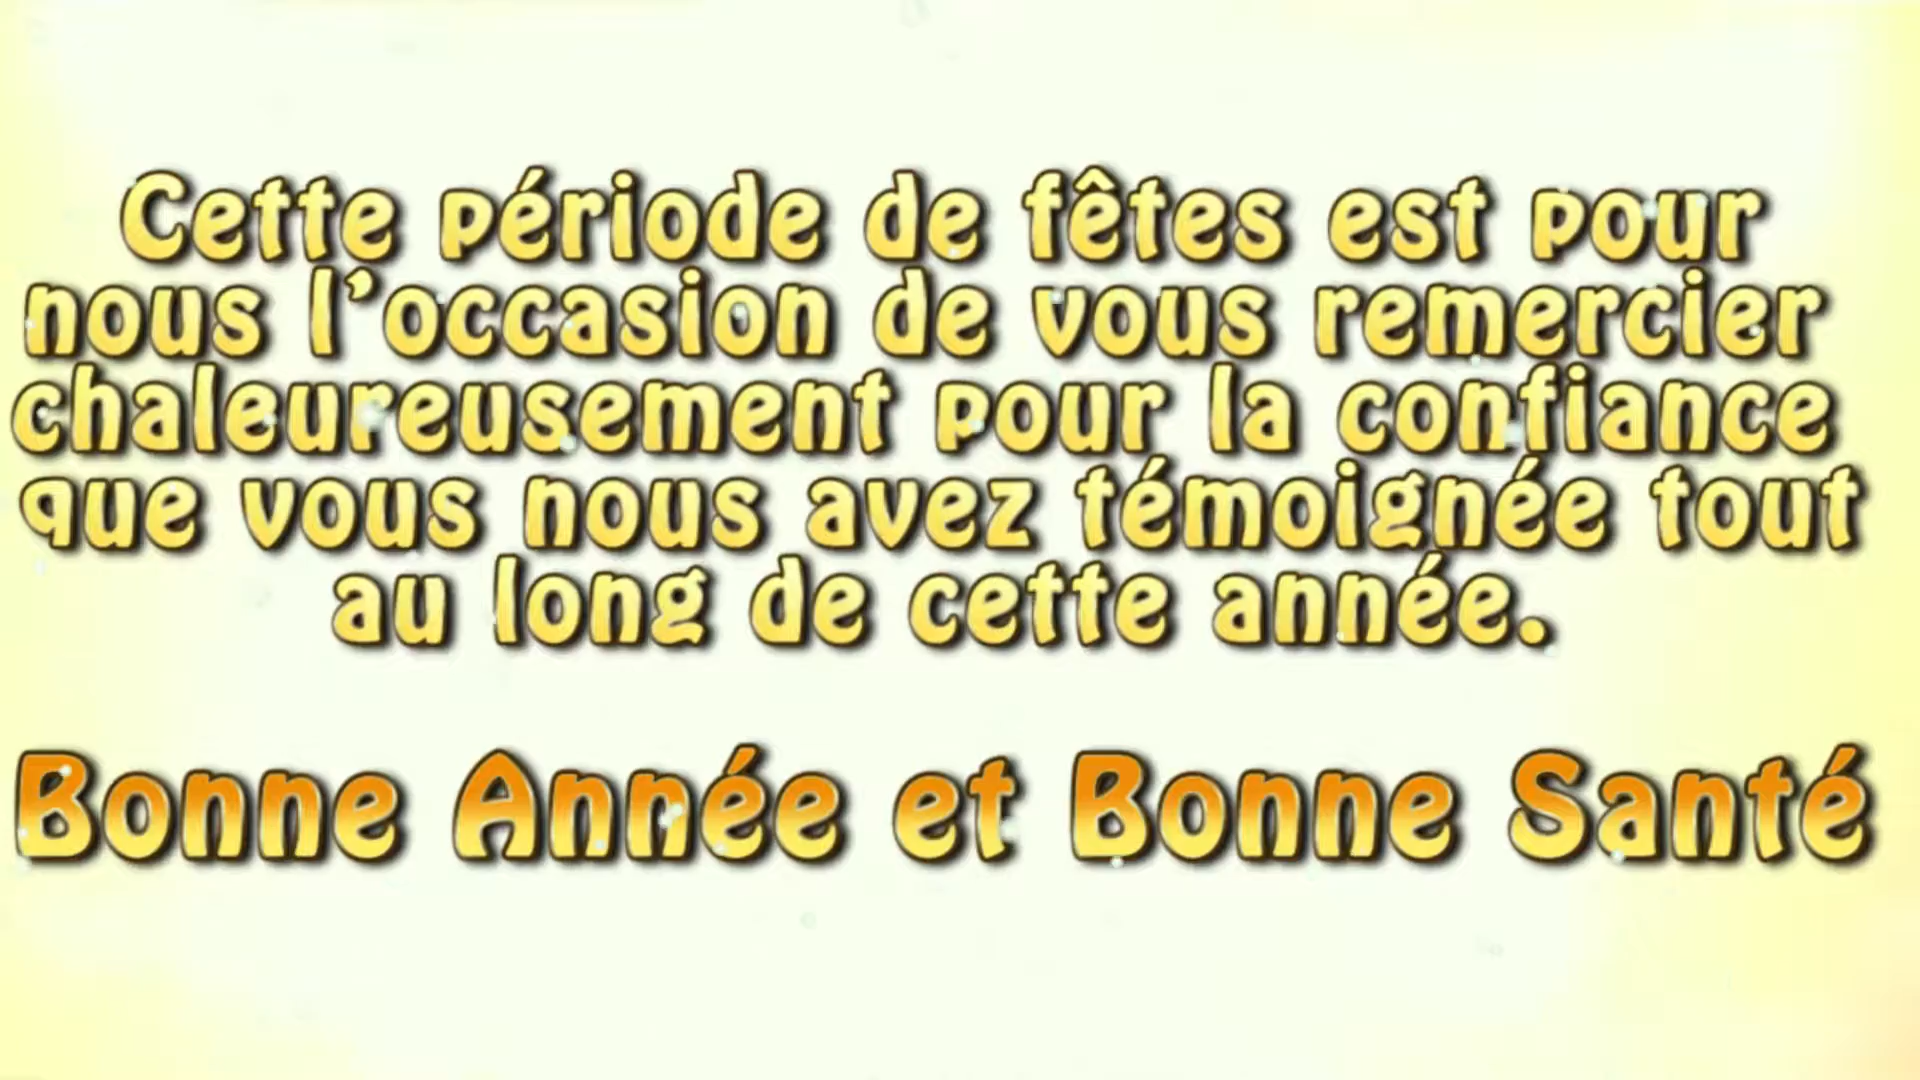 Cette période de fêtes est pour
nous l’occasion de vous remercier
chaleureusement pour la confiance
que vous nous avez témoignée tout
au long de cette année.
Bonne Année et Bonne Santé